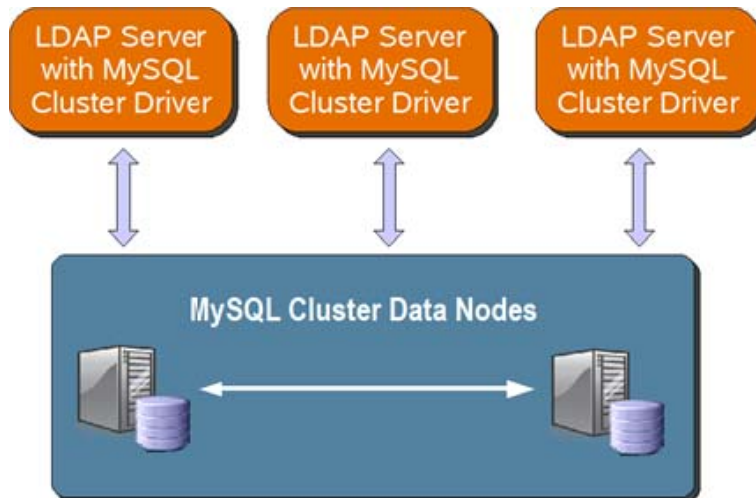 LDAP Server
with MySQL
Cluster Driver
LDAP Server
with MySQL
Cluster Driver
LDAP Server
with MySQL
Cluster Driver
MySQL Cluster Data Nodes